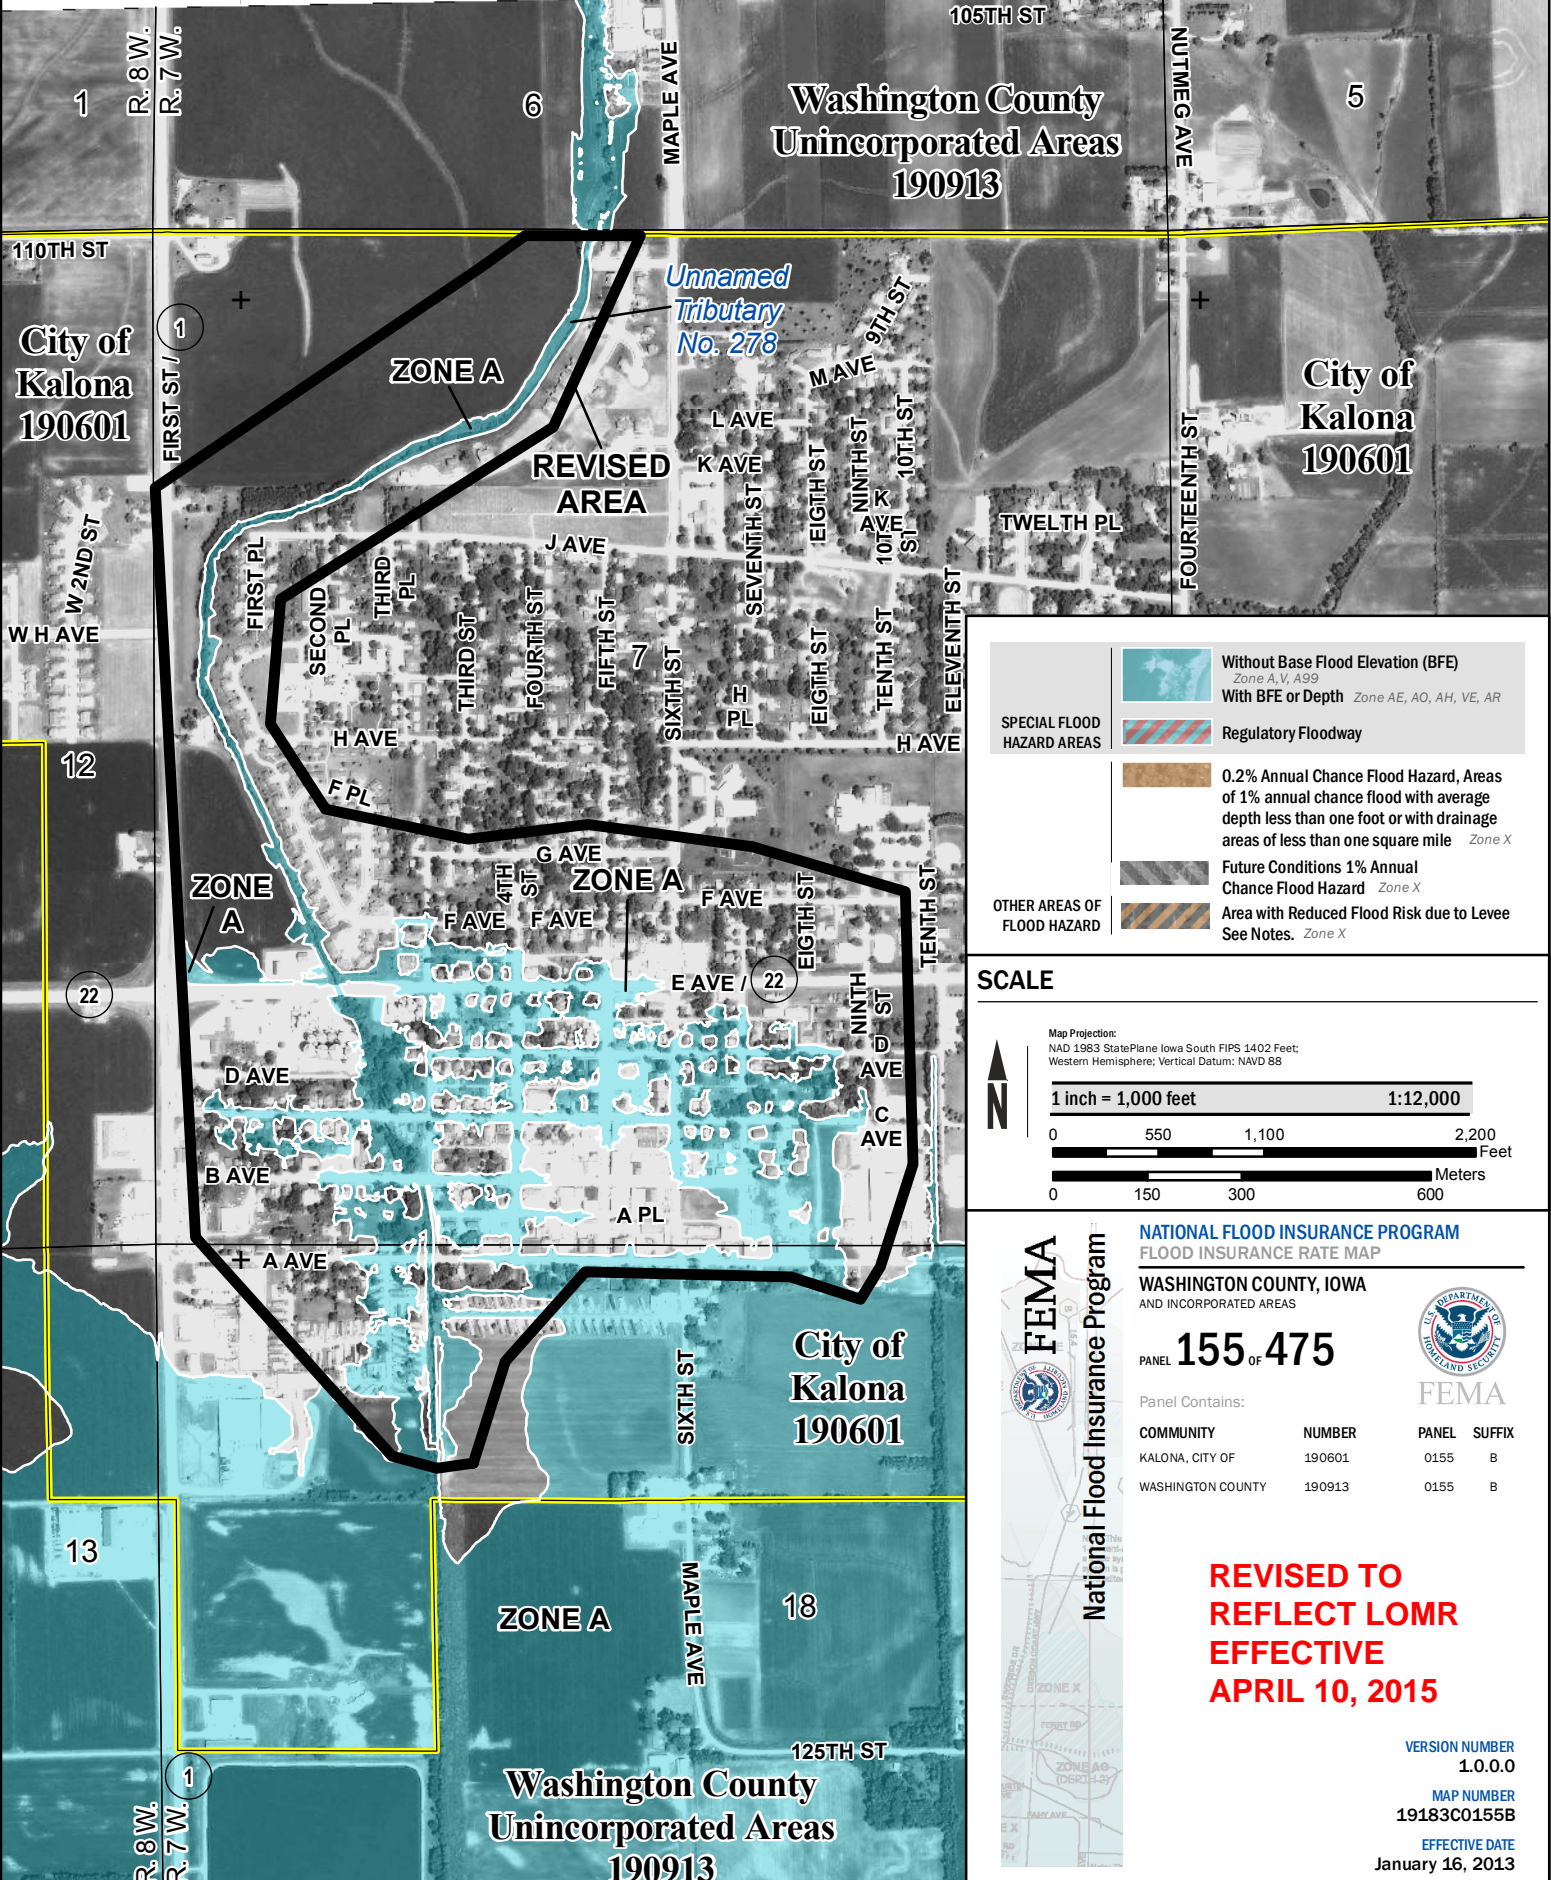 105TH ST
R. 8 W.
R. 7 W.
1
6
MAPLE AVE
Washington County
Unincorporated Areas
190913
NUTMEG AVE
5
110TH ST
Unnamed
Tributary
No. 278
City of
Kalona
190601
1
FIRST ST /
ZONE A
9TH ST
M AVE
L AVE
K AVE
REVISED
AREA
SEVENTH ST
EIGTH ST
NINTH ST
10TH ST
K
AVE
10T
ST
TWELTH PL
FOURTEENTH ST
City of
Kalona
190601
W 2ND ST
W H AVE
FIRST PL
SECOND
PL
THIRD
PL
J AVE
THIRD ST
FOURTH ST
FIFTH ST
7
SIXTH ST
H
PL
EIGTH ST
TENTH ST
ELEVENTH ST
H AVE
H AVE
12
F PL
G AVE
4TH
ST
ZONE A
F AVE
F AVE
F AVE
EIGTH ST
TENTH ST
ZONE
A
22
E AVE /
22
NINTH
ST
D
AVE
D AVE
C
AVE
B AVE
A PL
A AVE
SIXTH ST
City of
Kalona
190601
13
ZONE A
MAPLE AVE
18
125TH ST
1
Washington County
Unincorporated Areas
190913
R. 8 W.
R. 7 W.
SPECIAL FLOOD
HAZARD AREAS
Without Base Flood Elevation (BFE)
Zone A,V, A99
With BFE or Depth Zone AE, AO, AH, VE, AR
Regulatory Floodway
0.2% Annual Chance Flood Hazard, Areas
of 1% annual chance flood with average
depth less than one foot or with drainage
areas of less than one square mile Zone X
Future Conditions 1% Annual
Chance Flood Hazard Zone X
OTHER AREAS OF
FLOOD HAZARD
Area with Reduced Flood Risk due to Levee
See Notes. Zone X
SCALE
N
Map Projection:
NAD 1983 StatePlane Iowa South FIPS 1402 Feet;
Western Hemisphere; Vertical Datum: NAVD 88
1 inch = 1,000 feet 1:12,000
0 550 1,100 2,200
Feet
Meters
0 150 300 600
FEMA
National Flood Insurance Program
NATIONAL FLOOD INSURANCE PROGRAM
FLOOD INSURANCE RATE MAP
WASHINGTON COUNTY, IOWA
AND INCORPORATED AREAS
PANEL 155 OF 475
U.S. DEPARTMENT OF
HOMELAND SECURITY
FEMA
Panel Contains:
COMMUNITY NUMBER PANEL SUFFIX
KALONA, CITY OF 190601 0155 B
WASHINGTON COUNTY 190913 0155 B
REVISED TO
REFLECT LOMR
EFFECTIVE
APRIL 10, 2015
ZONE X
FERRY RD
ZONE AO
(DEPTH 2)
VERSION NUMBER
1.0.0.0
MAP NUMBER
19183C0155B
EFFECTIVE DATE
January 16, 2013